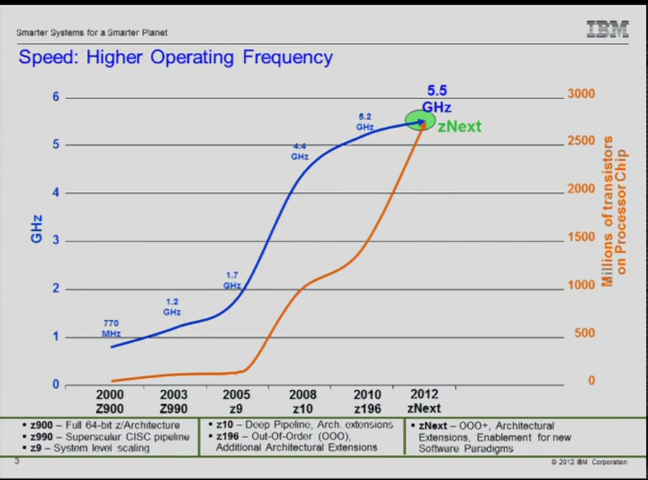 Smarter Systems for a Smarter Planet
IBM
Speed: Higher Operating Frequency
6
5
4
3
2
1
0
GHz
3000
2500
2000
1500
1000
500
0
Millions of transistors
on Processor Chip
770
MHz
1.2
GHz
1.7
GHz
4.4
GHz
5.2
GHz
5.5
GHz
zNext
2000
Z900
2003
Z990
2005
z9
2008
z10
2010
z196
2012
zNext
▪ z900 – Full 64-bit z/Architecture
▪ z990 – Superscular CISC pipeline
▪ z9 – System level scaling
▪ z10 – Deep Pipeline, Arch. extensions
▪ z196 – Out-Of-Order (OOO),
Additional Architectural Extensions
▪ zNext – OOO+, Architectural
Extensions, Enablement for new
Software Paradigms
3
© 2012 IBM Corporation